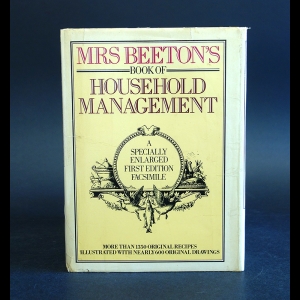 MRS BEETON'S
BOOK OF
HOUSEHOLD
MANAGEMENT
A
SPECIALLY
ENLARGED
FIRST EDITION
FACSIMILE
MORE THAN 1350 ORIGINAL RECIPES
ILLUSTRATED WITH NEARLY 600 ORIGINAL DRAWINGS